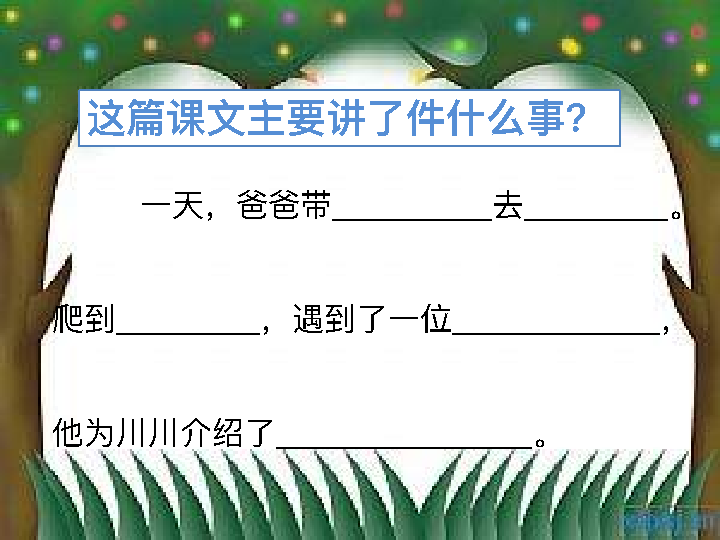 这篇课文主要讲了件什么事?
一天，爸爸带__________去_________。
爬到_________，遇到了一位_____________，
他为川川介绍了________________。